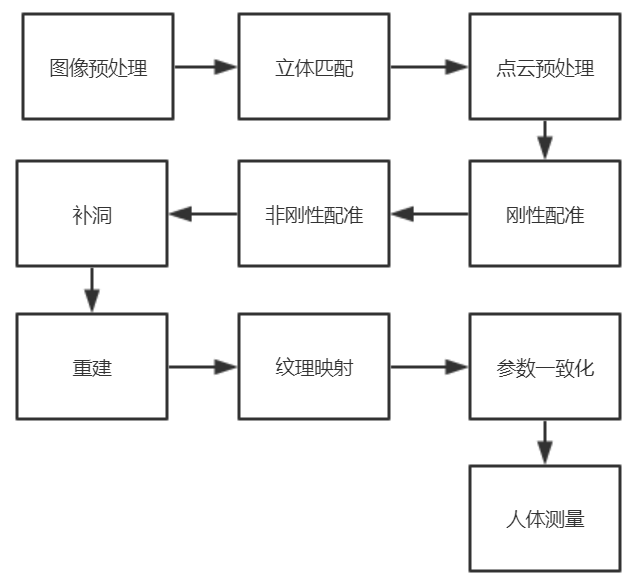 图像预处理
立体匹配
点云预处理
补洞
非刚性配准
刚性配准
重建
纹理映射
参数一致化
人体测量